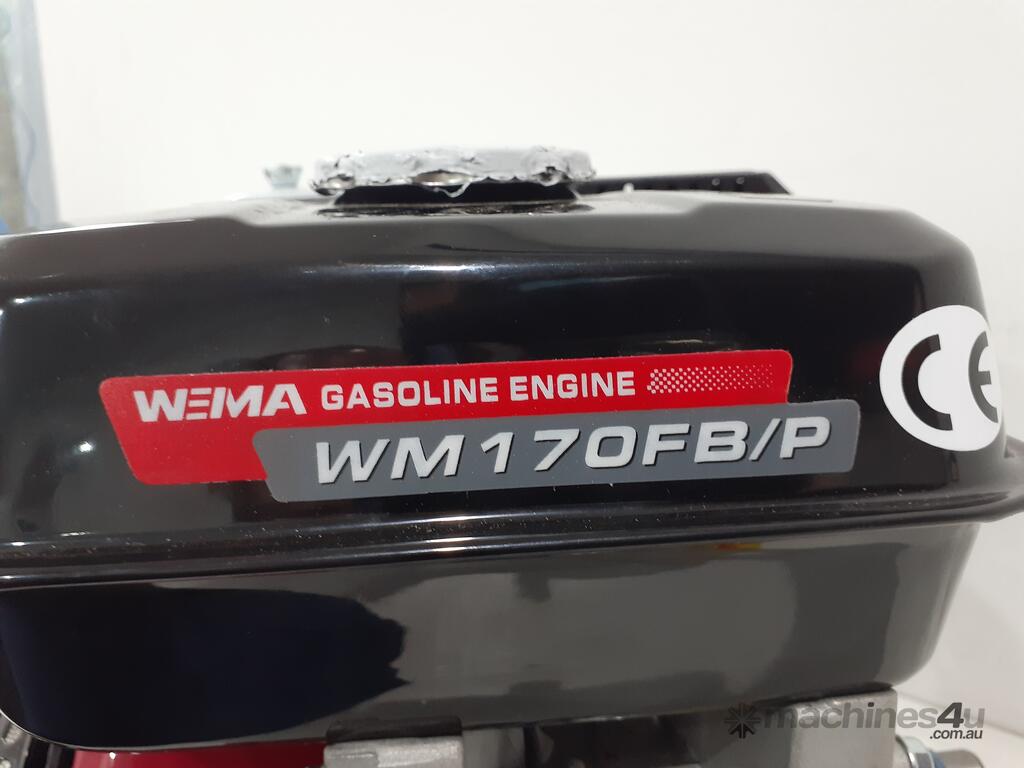 WEIMA GASOLINE ENGINE
WM170FB/P
CE
machines4u
.com.au